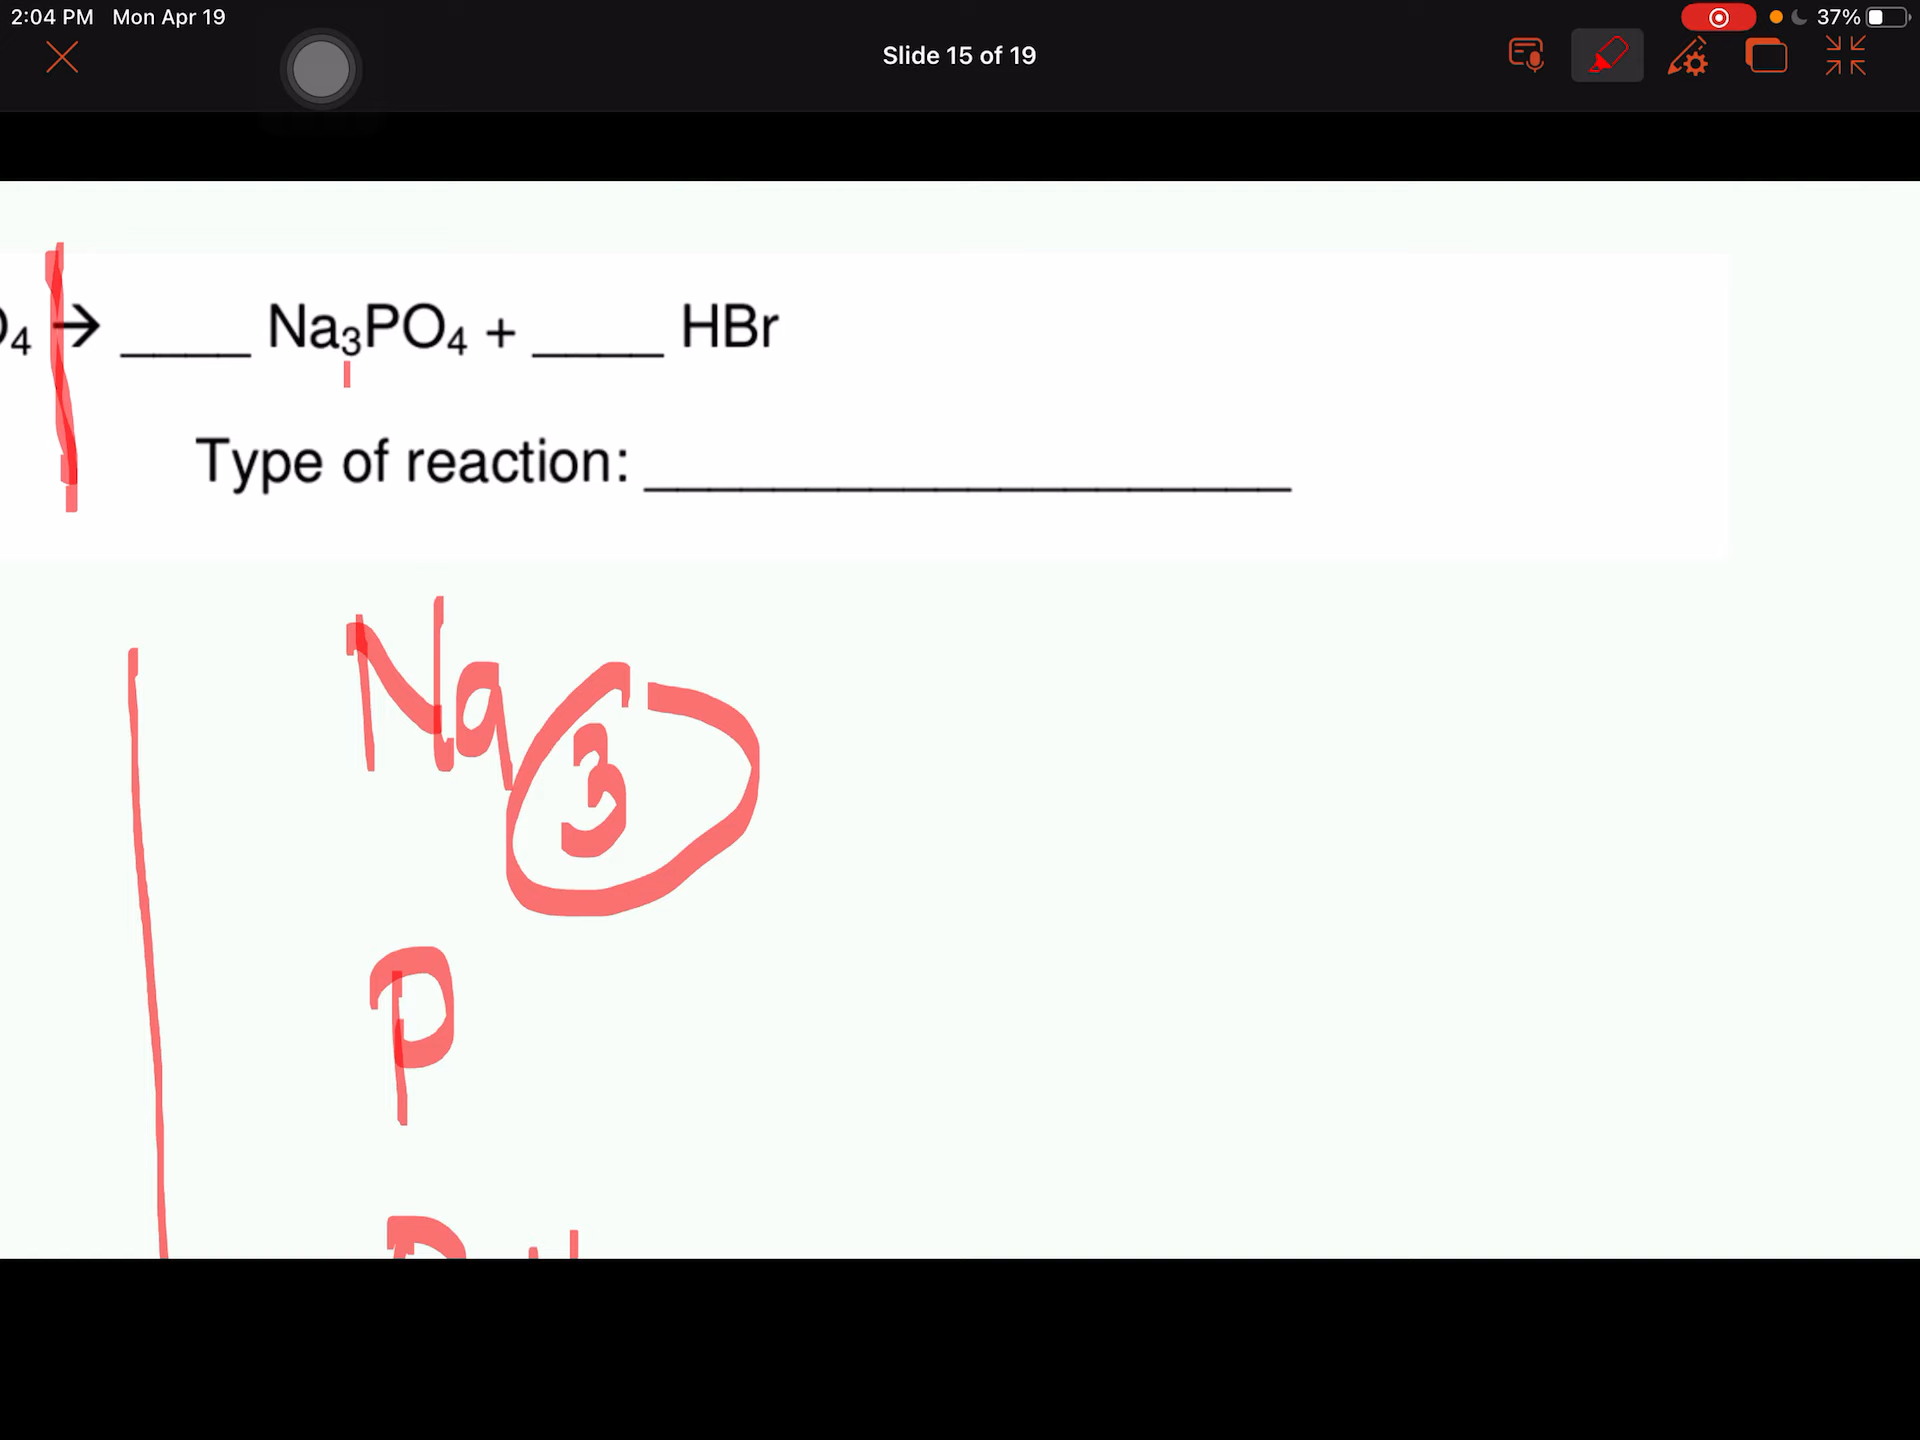 2:04 PM Mon Apr 19
37%
Slide 15 of 19
O₄ → ____ Na₃PO₄ + ____ HBr
Type of reaction: ____________________
Na 3
P